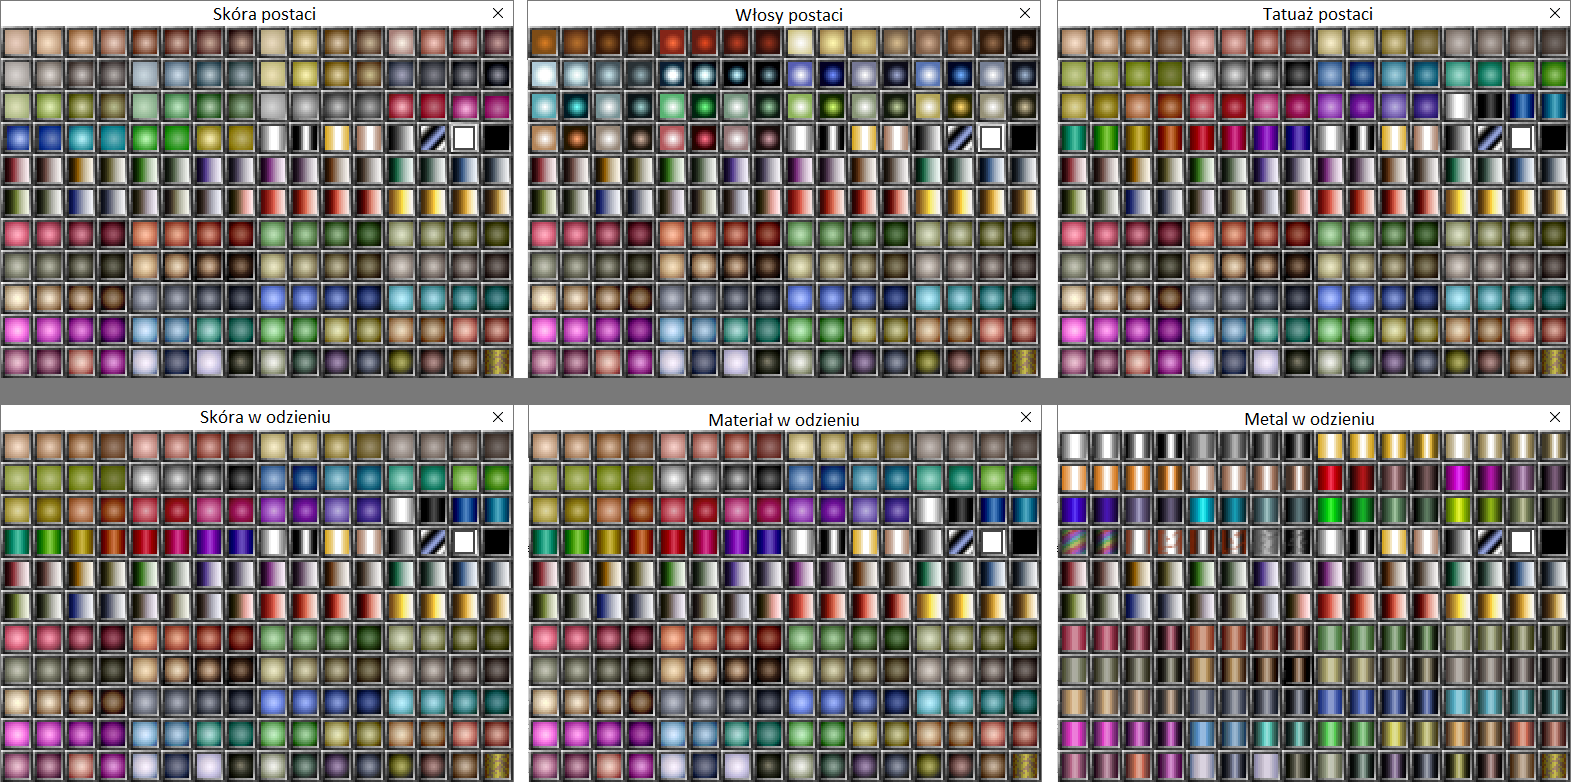 Skóra postaci
Włosy postaci
Tatuaż postaci
Skóra w odzieniu
Materiał w odzieniu
Metal w odzieniu